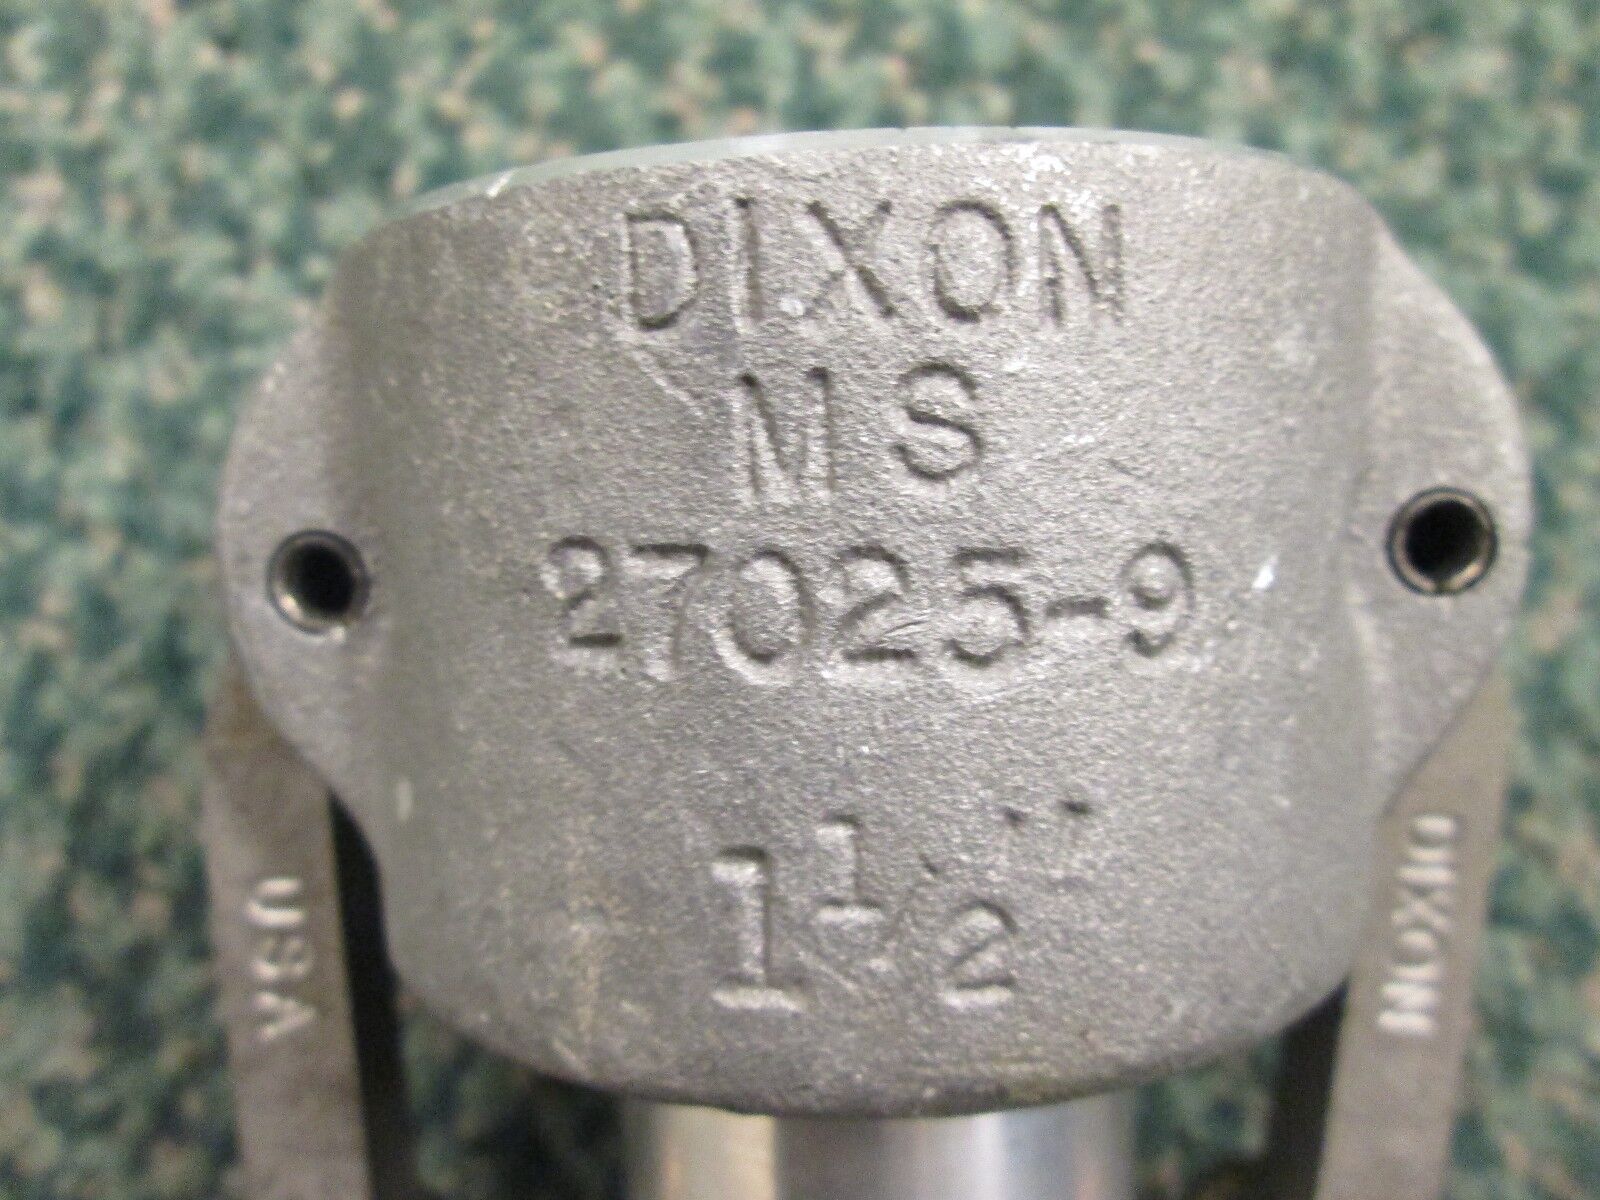 DIXON
MS
27025-9
1 1/2"
USA
DIXON